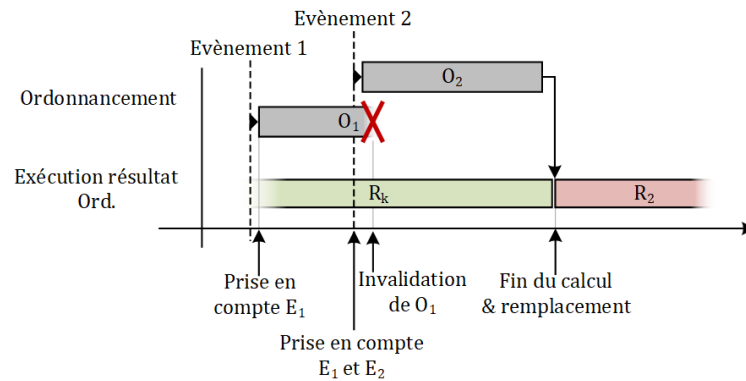 Evènement 2
Evènement 1
O₂
Ordonnancement
O₁
Exécution résultat
Ord.
Rₖ
R₂
Prise en
compte E₁
Invalidation
de O₁
Fin du calcul
& remplacement
Prise en compte
E₁ et E₂